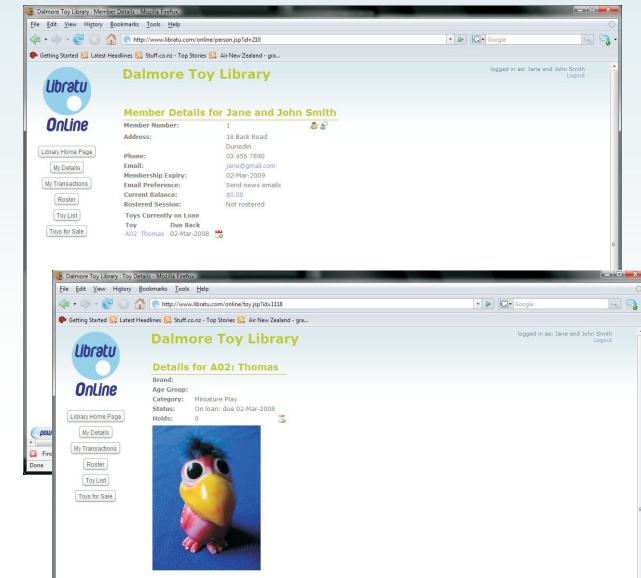 Dalmore Toy Library : Member Details - Mozilla Firefox
File Edit View History Bookmarks Tools Help
http://www.libratu.com/online/person.jsp?id=210
Google
Getting Started Latest Headlines Stuff.co.nz - Top Stories Air New Zealand - gra...
Libratu
Online
Dalmore Toy Library
logged in as: Jane and John Smith
Logout
Member Details for Jane and John Smith
Member Number: 1
Address: 18 Back Road
Dunedin
Phone: 03 456 7890
Email: jane@gmail.com
Membership Expiry: 02-Mar-2009
Email Preference: Send news emails
Current Balance: $0.00
Rostered Session: Not rostered
Toys Currently on Loan
Toy Due Back
A02 Thomas 02-Mar-2008
Library Home Page
My Details
My Transactions
Roster
Toy List
Toys for Sale
pow
Find
Done
Dalmore Toy Library : Toy Details - Mozilla Firefox
File Edit View History Bookmarks Tools Help
http://www.libratu.com/online/toy.jsp?id=1118
Google
Getting Started Latest Headlines Stuff.co.nz - Top Stories Air New Zealand - gra...
Libratu
Online
Dalmore Toy Library
logged in as: Jane and John Smith
Logout
Details for A02: Thomas
Brand:
Age Group:
Category: Miniature Play
Status: On loan: due 02-Mar-2008
Holds: 0
Library Home Page
My Details
My Transactions
Roster
Toy List
Toys for Sale